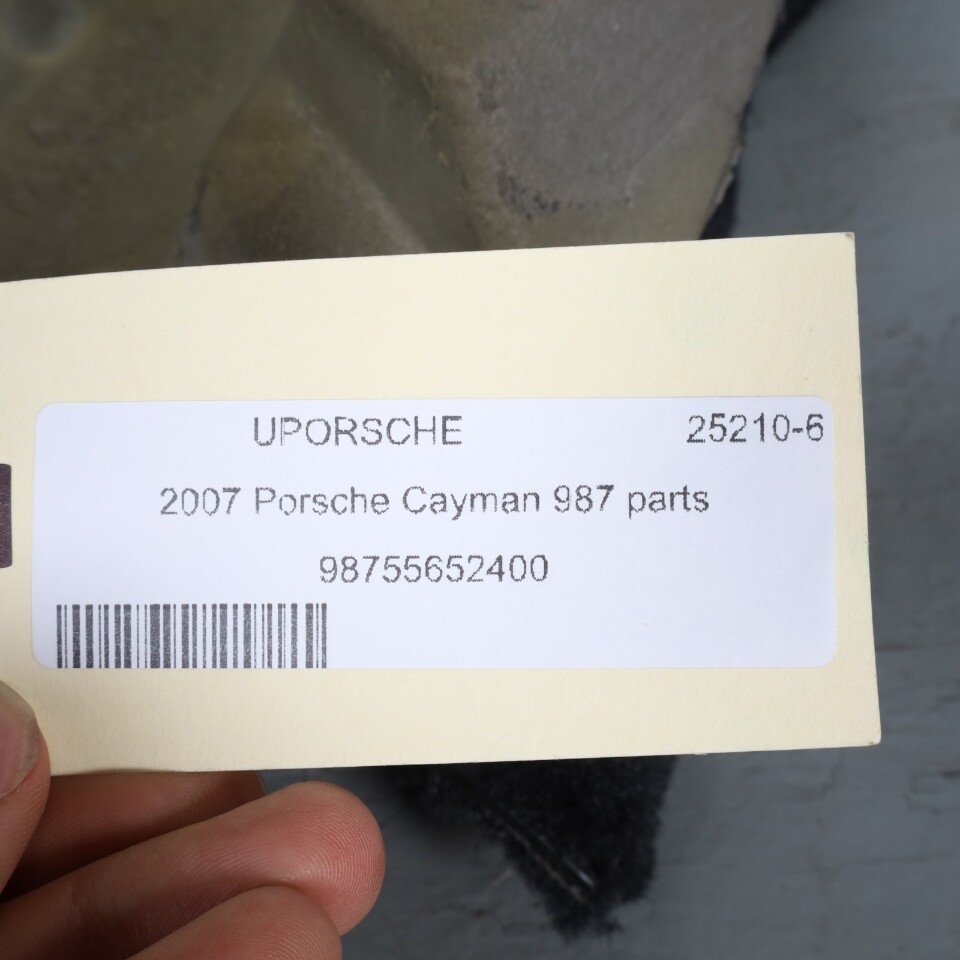 UPORSCHE 25210-6
2007 Porsche Cayman 987 parts
98755652400